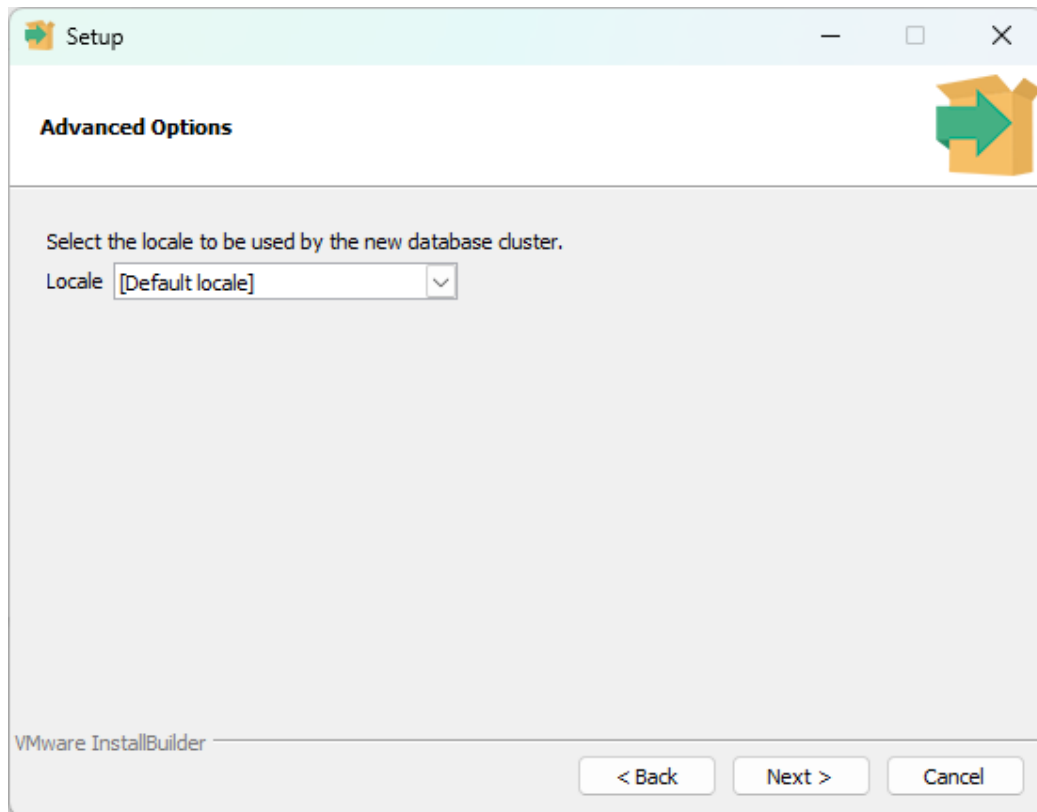 Setup
Advanced Options
Select the locale to be used by the new database cluster.
Locale [Default locale]
VMware InstallBuilder
< Back Next > Cancel